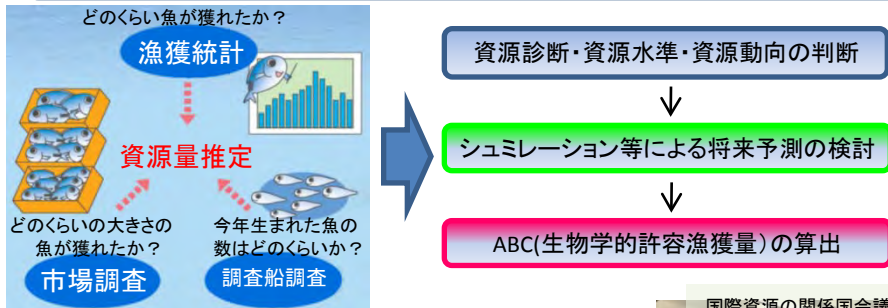 どのくらい魚が獲れたか？
漁獲統計
資源量推定
どのくらいの大きさの
魚が獲れたか？
市場調査
今年生まれた魚の
数はどのくらいか？
調査船調査
資源診断・資源水準・資源動向の判断
シュミレーション等による将来予測の検討
ABC(生物学的許容漁獲量）の算出
国際資源の関係国会議